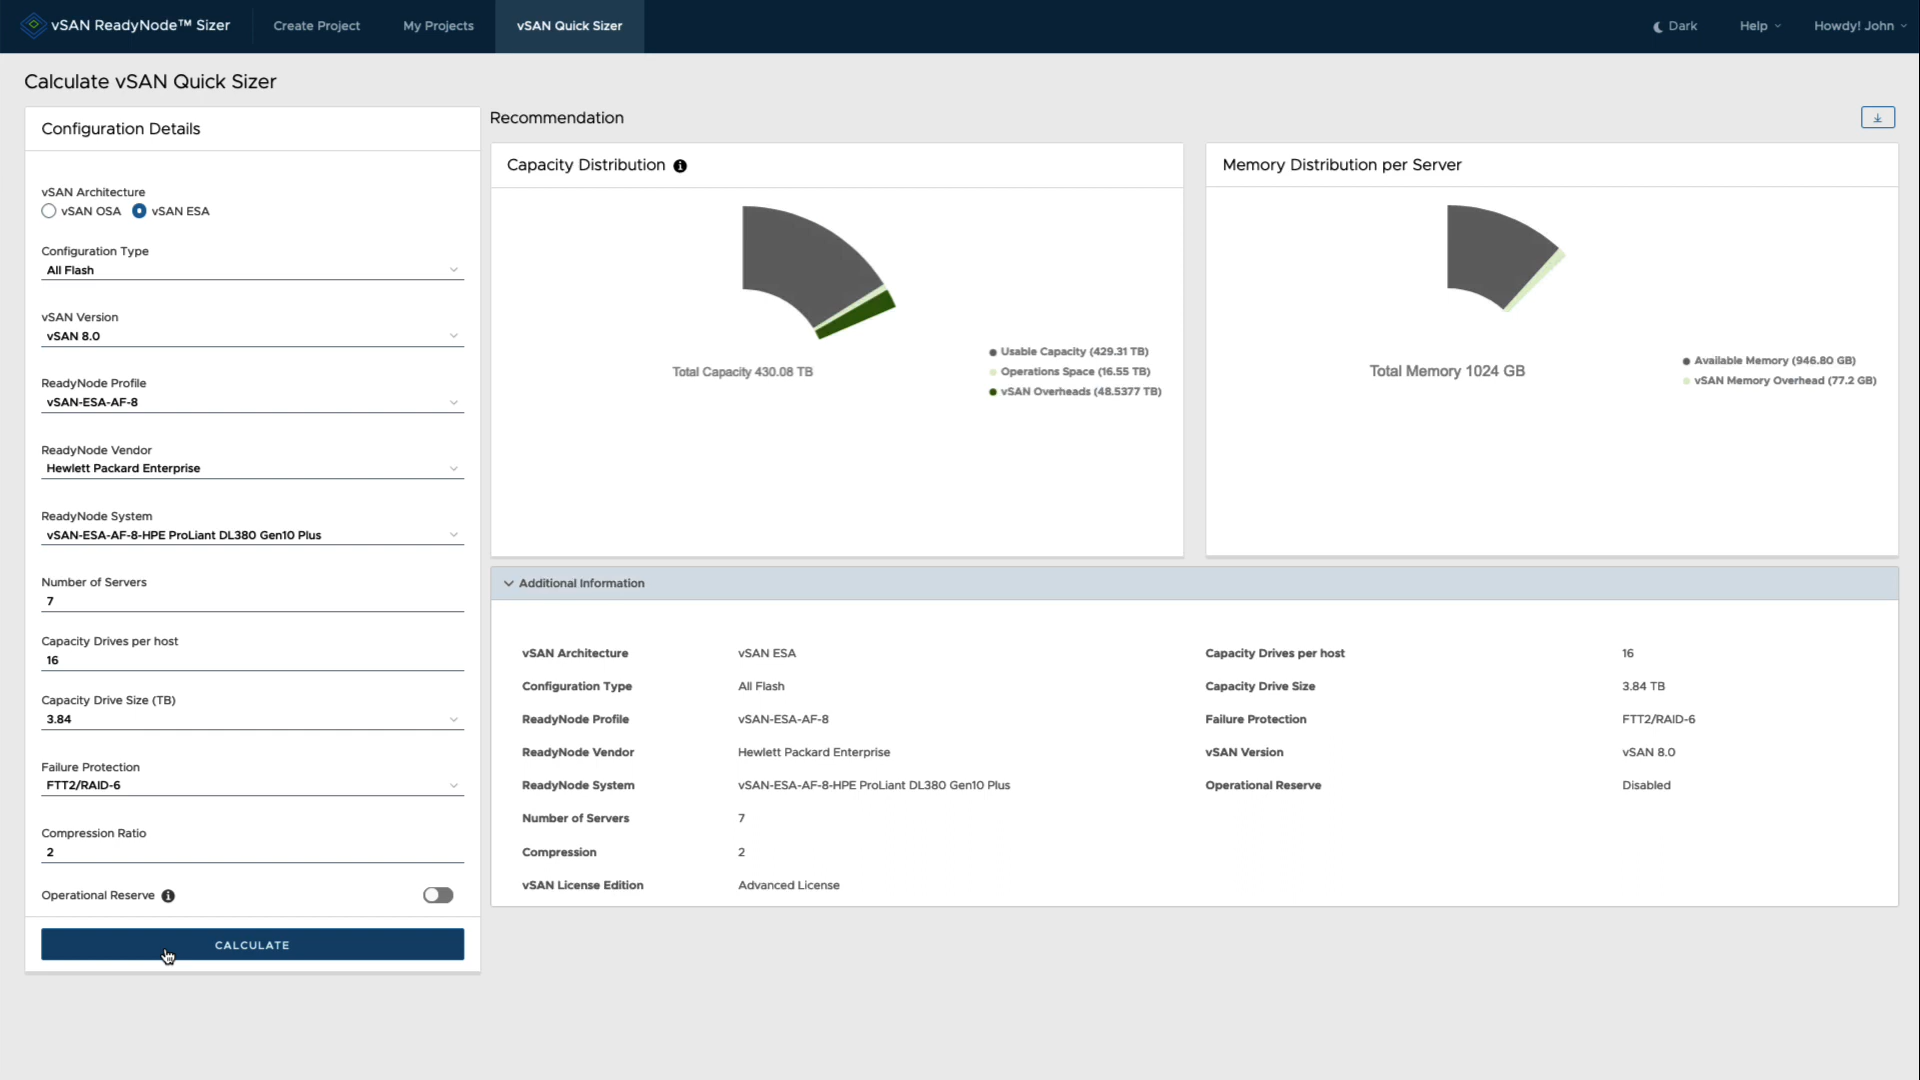 vSAN ReadyNode™ Sizer
Create Project
My Projects
vSAN Quick Sizer
Dark
Help
Howdy! John
Calculate vSAN Quick Sizer
Configuration Details
vSAN Architecture
vSAN OSA
vSAN ESA
Configuration Type
All Flash
vSAN Version
vSAN 8.0
ReadyNode Profile
vSAN-ESA-AF-8
ReadyNode Vendor
Hewlett Packard Enterprise
ReadyNode System
vSAN-ESA-AF-8-HPE ProLiant DL380 Gen10 Plus
Number of Servers
7
Capacity Drives per host
16
Capacity Drive Size (TB)
3.84
Failure Protection
FTT2/RAID-6
Compression Ratio
2
Operational Reserve
CALCULATE
Recommendation
Capacity Distribution
Total Capacity 430.08 TB
Usable Capacity (429.31 TB)
Operations Space (16.55 TB)
vSAN Overheads (48.5377 TB)
Memory Distribution per Server
Total Memory 1024 GB
Available Memory (946.80 GB)
vSAN Memory Overhead (77.2 GB)
Additional Information
vSAN Architecture vSAN ESA
Configuration Type All Flash
ReadyNode Profile vSAN-ESA-AF-8
ReadyNode Vendor Hewlett Packard Enterprise
ReadyNode System vSAN-ESA-AF-8-HPE ProLiant DL380 Gen10 Plus
Number of Servers 7
Compression 2
vSAN License Edition Advanced License
Capacity Drives per host 16
Capacity Drive Size 3.84 TB
Failure Protection FTT2/RAID-6
vSAN Version vSAN 8.0
Operational Reserve Disabled